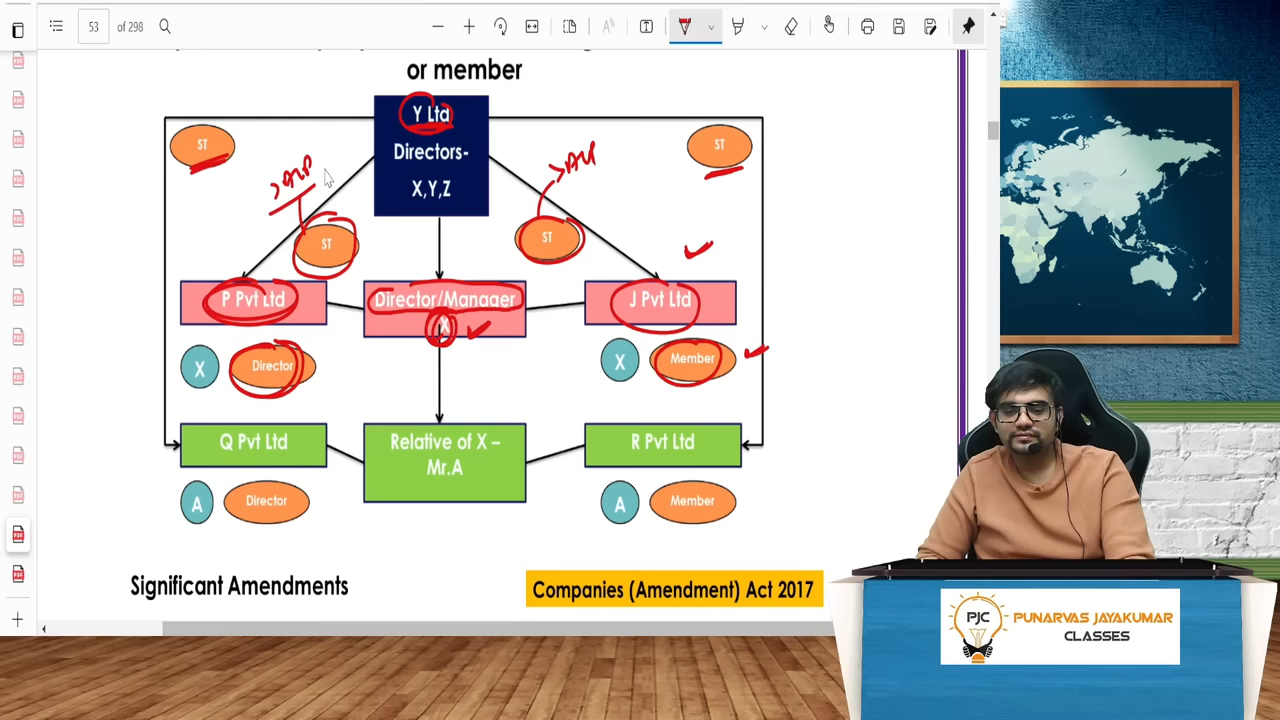 53 of 298
or member
Y Ltd
Directors-
X,Y,Z
ST
ST
>ALP
>ALP
ST
ST
P Pvt Ltd
Director/Manager
X
J Pvt Ltd
X
Director
X
Member
Q Pvt Ltd
Relative of X –
Mr.A
R Pvt Ltd
A
Director
A
Member
Significant Amendments
Companies (Amendment) Act 2017
PJC
PUNARVAS JAYAKUMAR
CLASSES